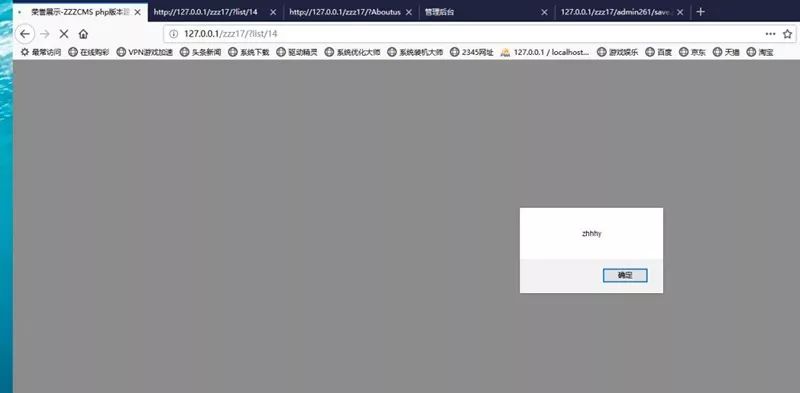 荣誉展示-ZZZCMS php版本建
http://127.0.0.1/zzz17/?list/14
http://127.0.0.1/zzz17/?Aboutus
管理后台
127.0.0.1/zzz17/admin261/save.
127.0.0.1/zzz17/?list/14
最常访问 在线购彩 VPN游戏加速 头条新闻 系统下载 驱动精灵 系统优化大师 系统装机大师 2345网址 127.0.0.1 / localhost... 游戏娱乐 百度 京东 天猫 淘宝
zhhhy
确定